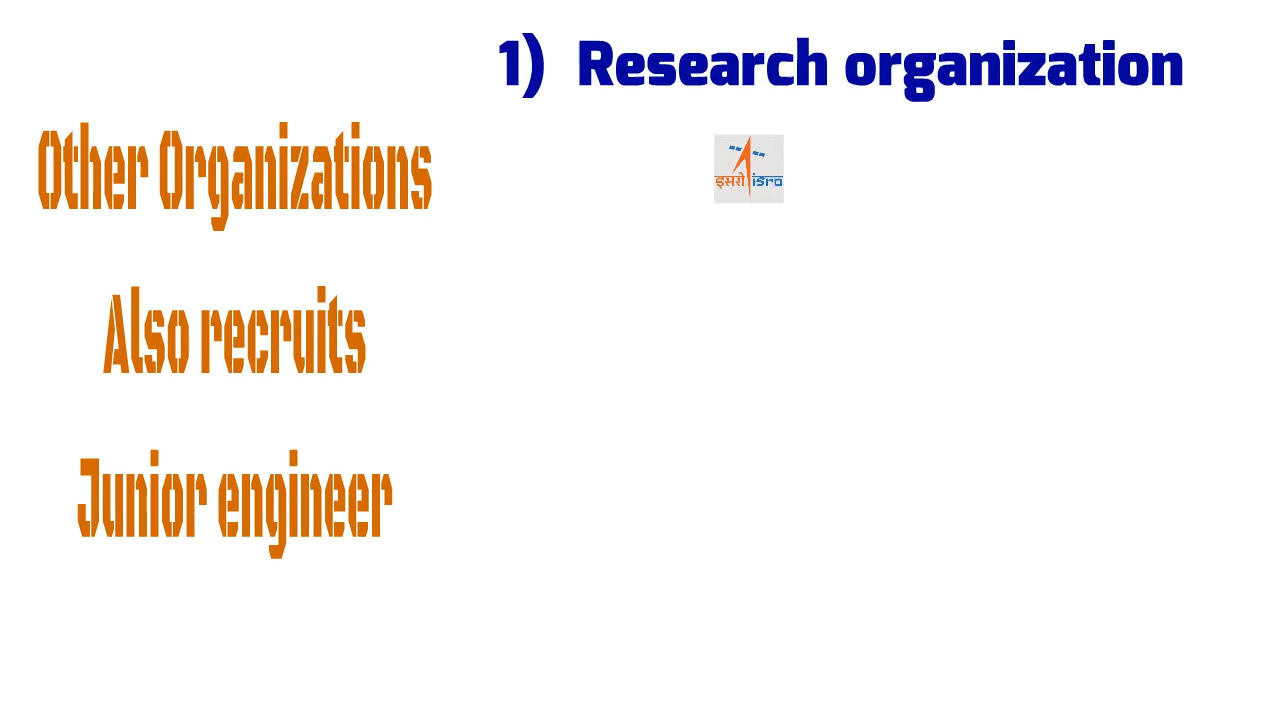 1) Research organization
Other Organizations
इसरो isro
Also recruits
Junior engineer